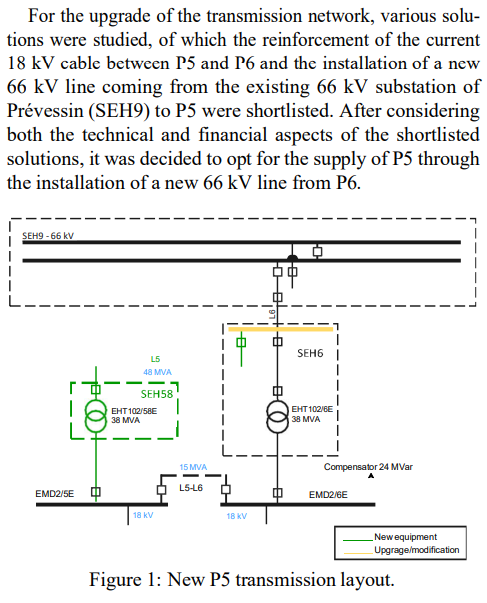 For the upgrade of the transmission network, various solu-
tions were studied, of which the reinforcement of the current
18 kV cable between P5 and P6 and the installation of a new
66 kV line coming from the existing 66 kV substation of
Prévessin (SEH9) to P5 were shortlisted. After considering
both the technical and financial aspects of the shortlisted
solutions, it was decided to opt for the supply of P5 through
the installation of a new 66 kV line from P6.
SEH9 - 66 kV
L6
SEH6
L5
48 MVA
SEH58
EHT102/58E
38 MVA
EHT102/6E
38 MVA
15 MVA
Compensator 24 MVar
L5-L6
EMD2/5E
EMD2/6E
18 kV
18 kV
New equipment
Upgrage/modification
Figure 1: New P5 transmission layout.